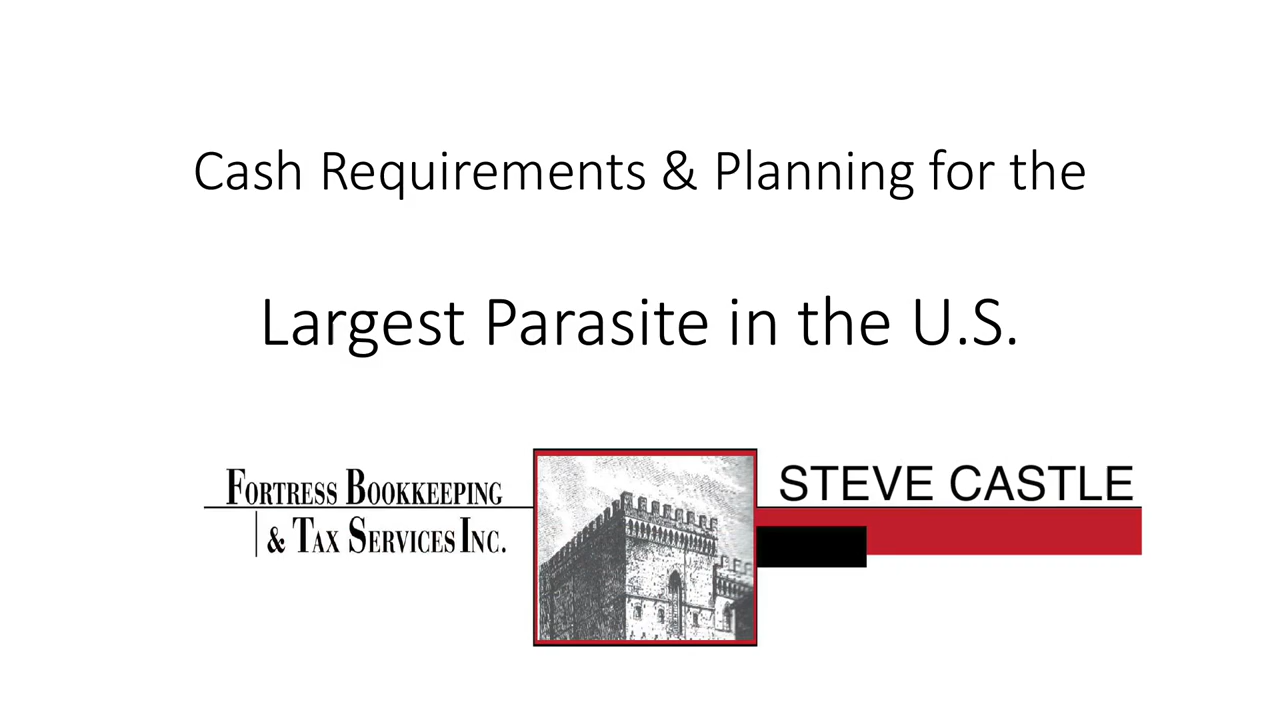 Cash Requirements & Planning for the
Largest Parasite in the U.S.
FORTRESS BOOKKEEPING
& TAX SERVICES INC.
STEVE CASTLE